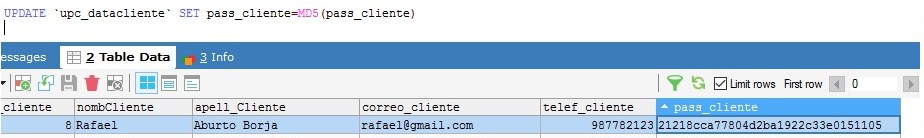 UPDATE `upc_datacliente` SET pass_cliente=MD5(pass_cliente)
essages 2 Table Data 3 Info
Limit rows First row 0
_cliente nombCliente apell_Cliente correo_cliente telef_cliente pass_cliente
8 Rafael Aburto Borja rafael@gmail.com 987782123 21218cca77804d2ba1922c33e0151105